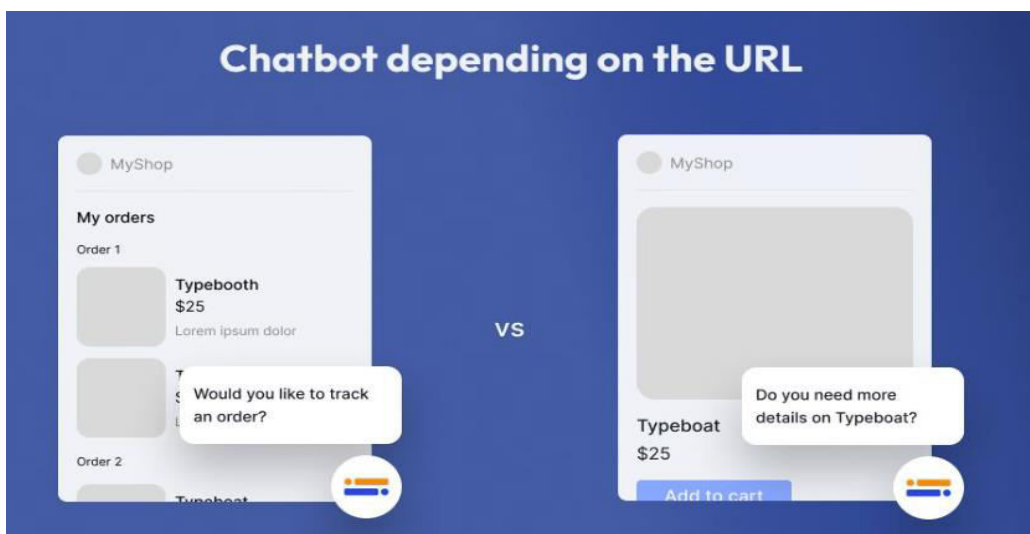 Chatbot depending on the URL
MyShop
My orders
Order 1
Typebooth
$25
Lorem ipsum dolor
Would you like to track
an order?
Order 2
Typeboat
vs
MyShop
Do you need more
details on Typeboat?
Typeboat
$25
Add to cart